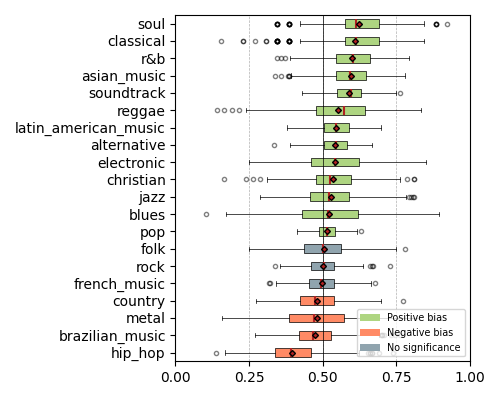 soul
classical
r&b
asian_music
soundtrack
reggae
latin_american_music
alternative
electronic
christian
jazz
blues
pop
folk
rock
french_music
country
metal
brazilian_music
hip_hop
Positive bias
Negative bias
No significance
0.00 0.25 0.50 0.75 1.00